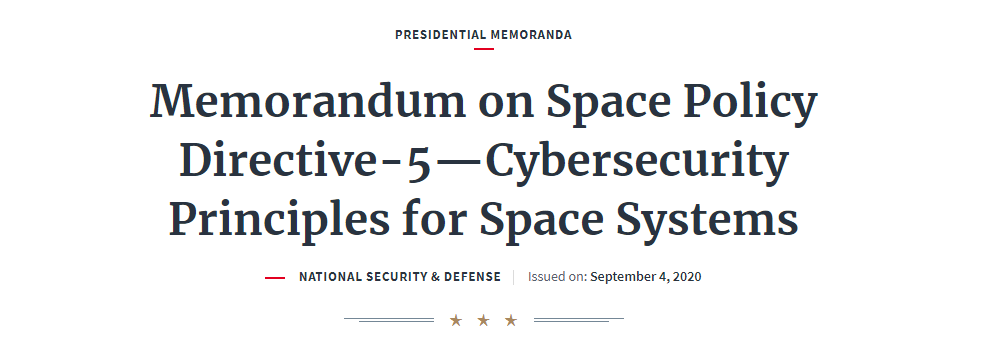 PRESIDENTIAL MEMORANDA
Memorandum on Space Policy
Directive-5—Cybersecurity
Principles for Space Systems
NATIONAL SECURITY & DEFENSE Issued on: September 4, 2020